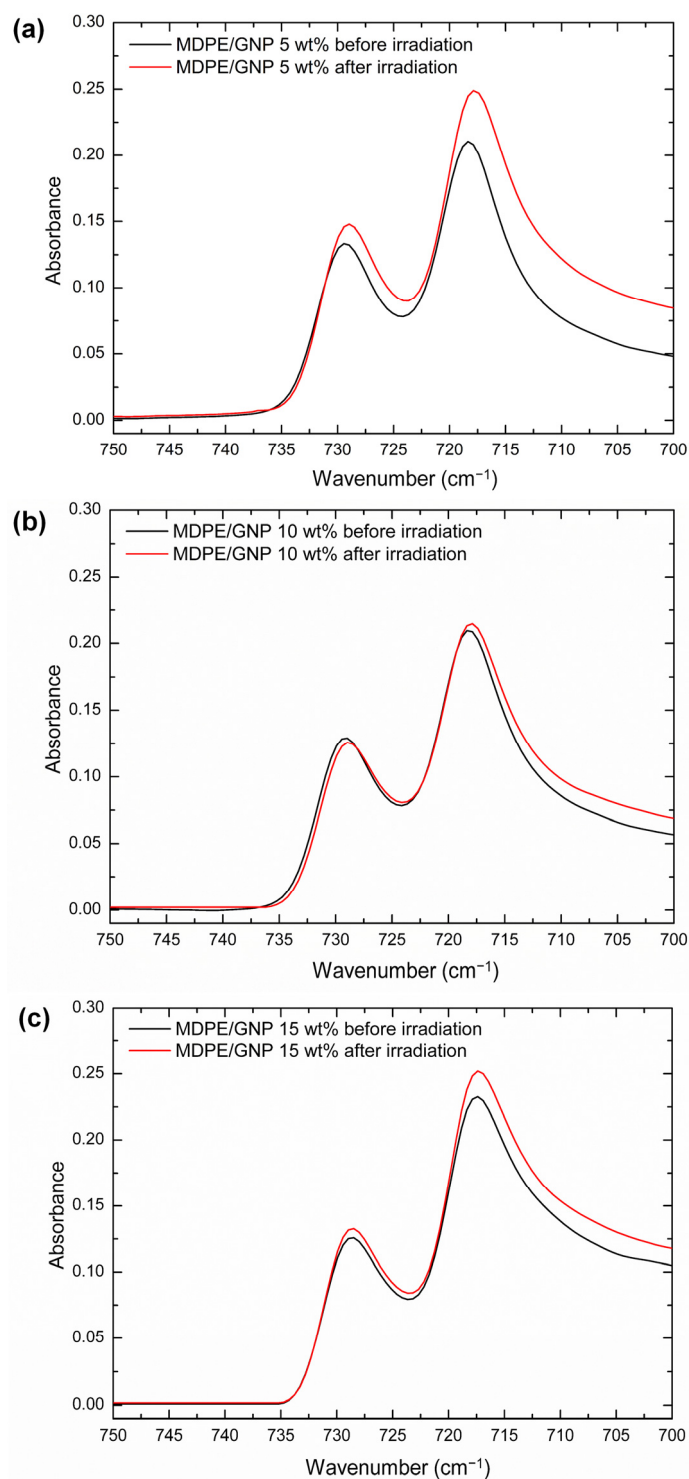 (a)
MDPE/GNP 5 wt% before irradiation
MDPE/GNP 5 wt% after irradiation
0.30
0.25
0.20
0.15
0.10
0.05
0.00
Absorbance
750 745 740 735 730 725 720 715 710 705 700
Wavenumber (cm⁻¹)
(b)
MDPE/GNP 10 wt% before irradiation
MDPE/GNP 10 wt% after irradiation
0.30
0.25
0.20
0.15
0.10
0.05
0.00
Absorbance
750 745 740 735 730 725 720 715 710 705 700
Wavenumber (cm⁻¹)
(c)
MDPE/GNP 15 wt% before irradiation
MDPE/GNP 15 wt% after irradiation
0.30
0.25
0.20
0.15
0.10
0.05
0.00
Absorbance
750 745 740 735 730 725 720 715 710 705 700
Wavenumber (cm⁻¹)